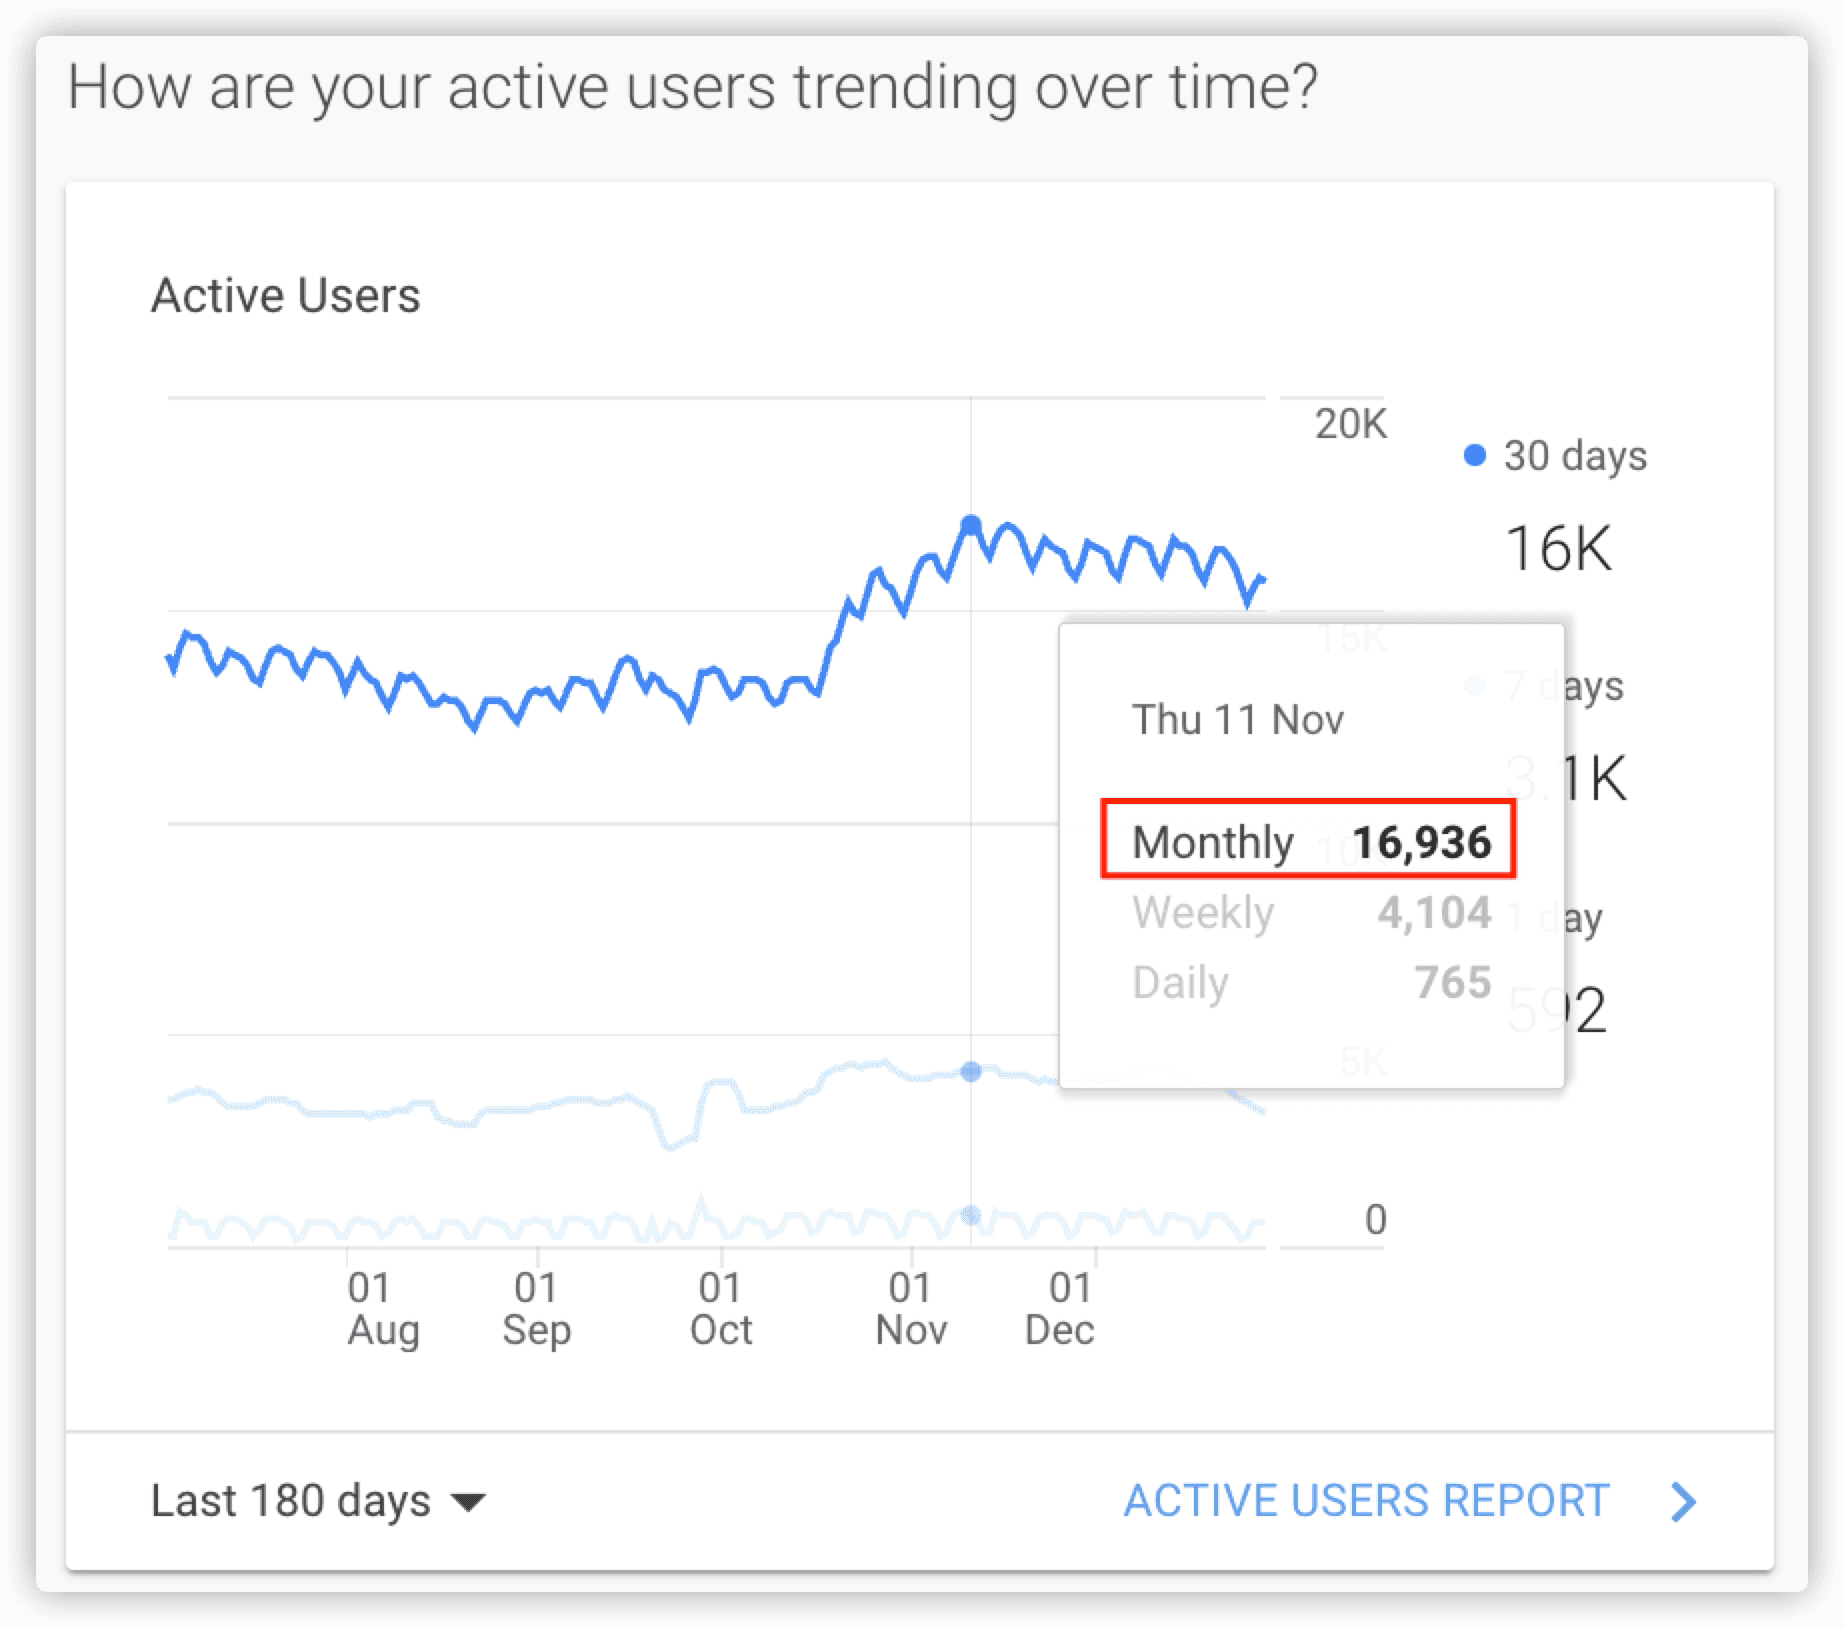 How are your active users trending over time?
Active Users
20K
30 days
16K
15K
7 days
3.1K
Thu 11 Nov
Monthly 16,936
Weekly 4,104
Daily 765
1 day
592
5K
0
01 Aug
01 Sep
01 Oct
01 Nov
01 Dec
Last 180 days
ACTIVE USERS REPORT